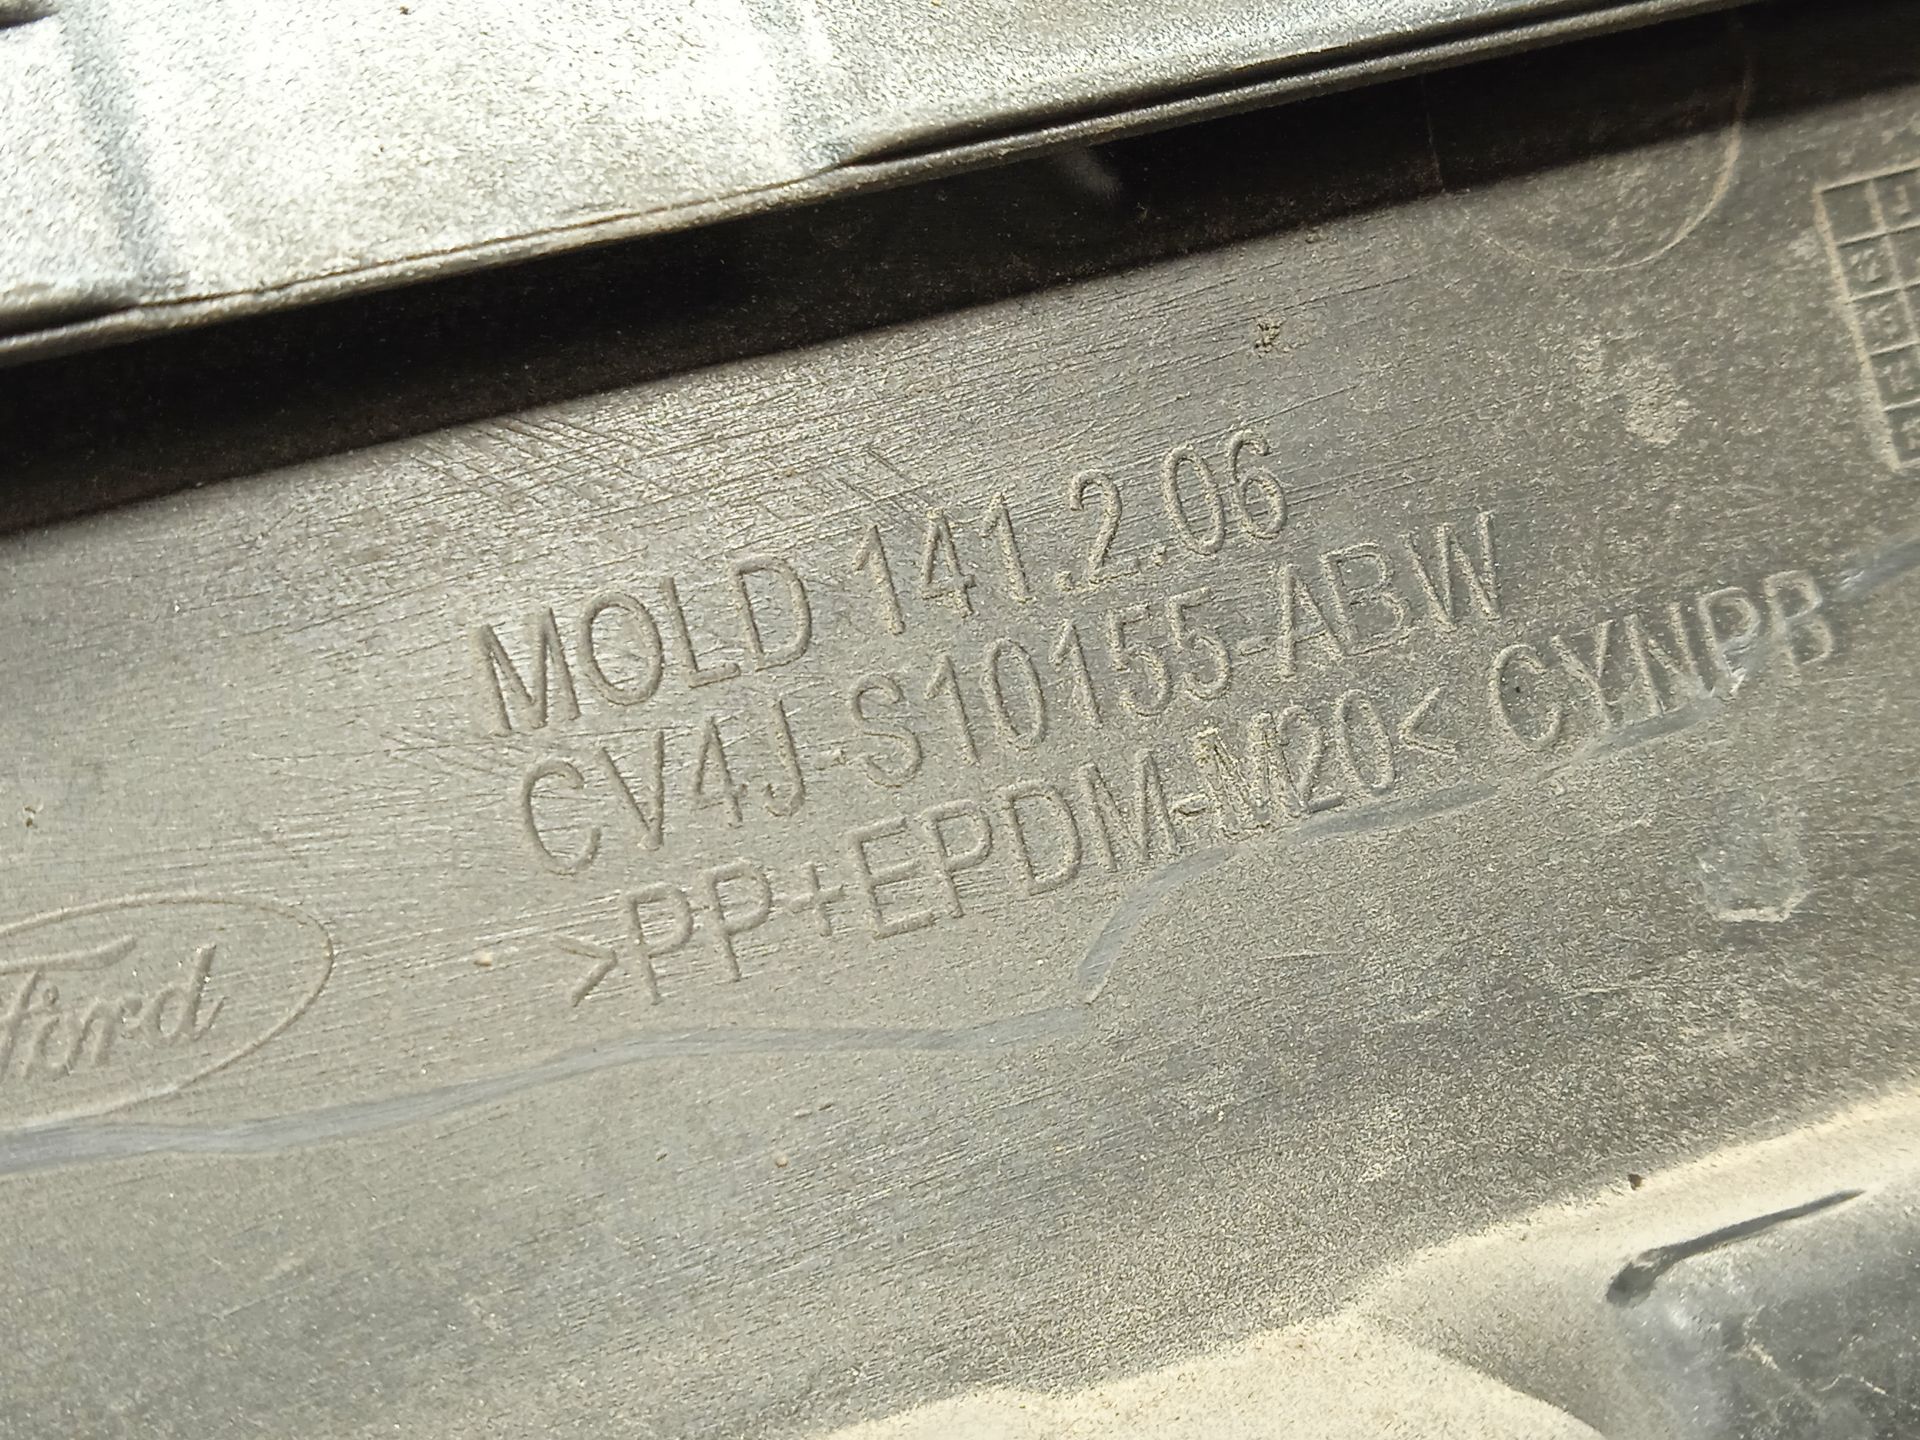 MOLD 141.2..06
CV4J-S10155-ABW
>PP+EPDM-M20< CYNPB
Ford